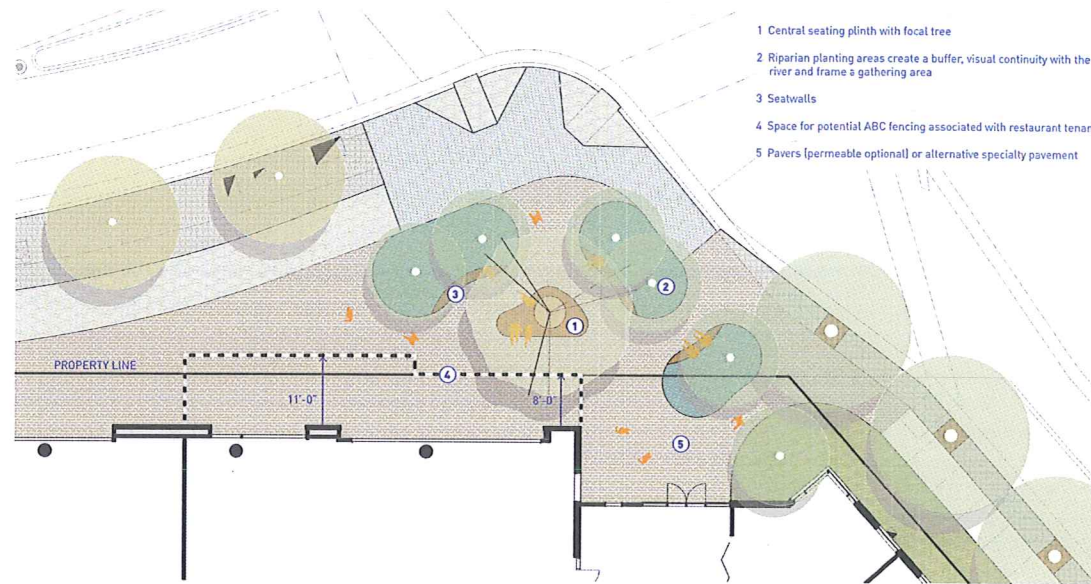 1 Central seating plinth with focal tree
2 Riparian planting areas create a buffer, visual continuity with the
river and frame a gathering area
3 Seatwalls
4 Space for potential ABC fencing associated with restaurant tenan
5 Pavers [permeable optional] or alternative specialty pavement
2
3
1
PROPERTY LINE
4
11'-0"
8'-0"
5